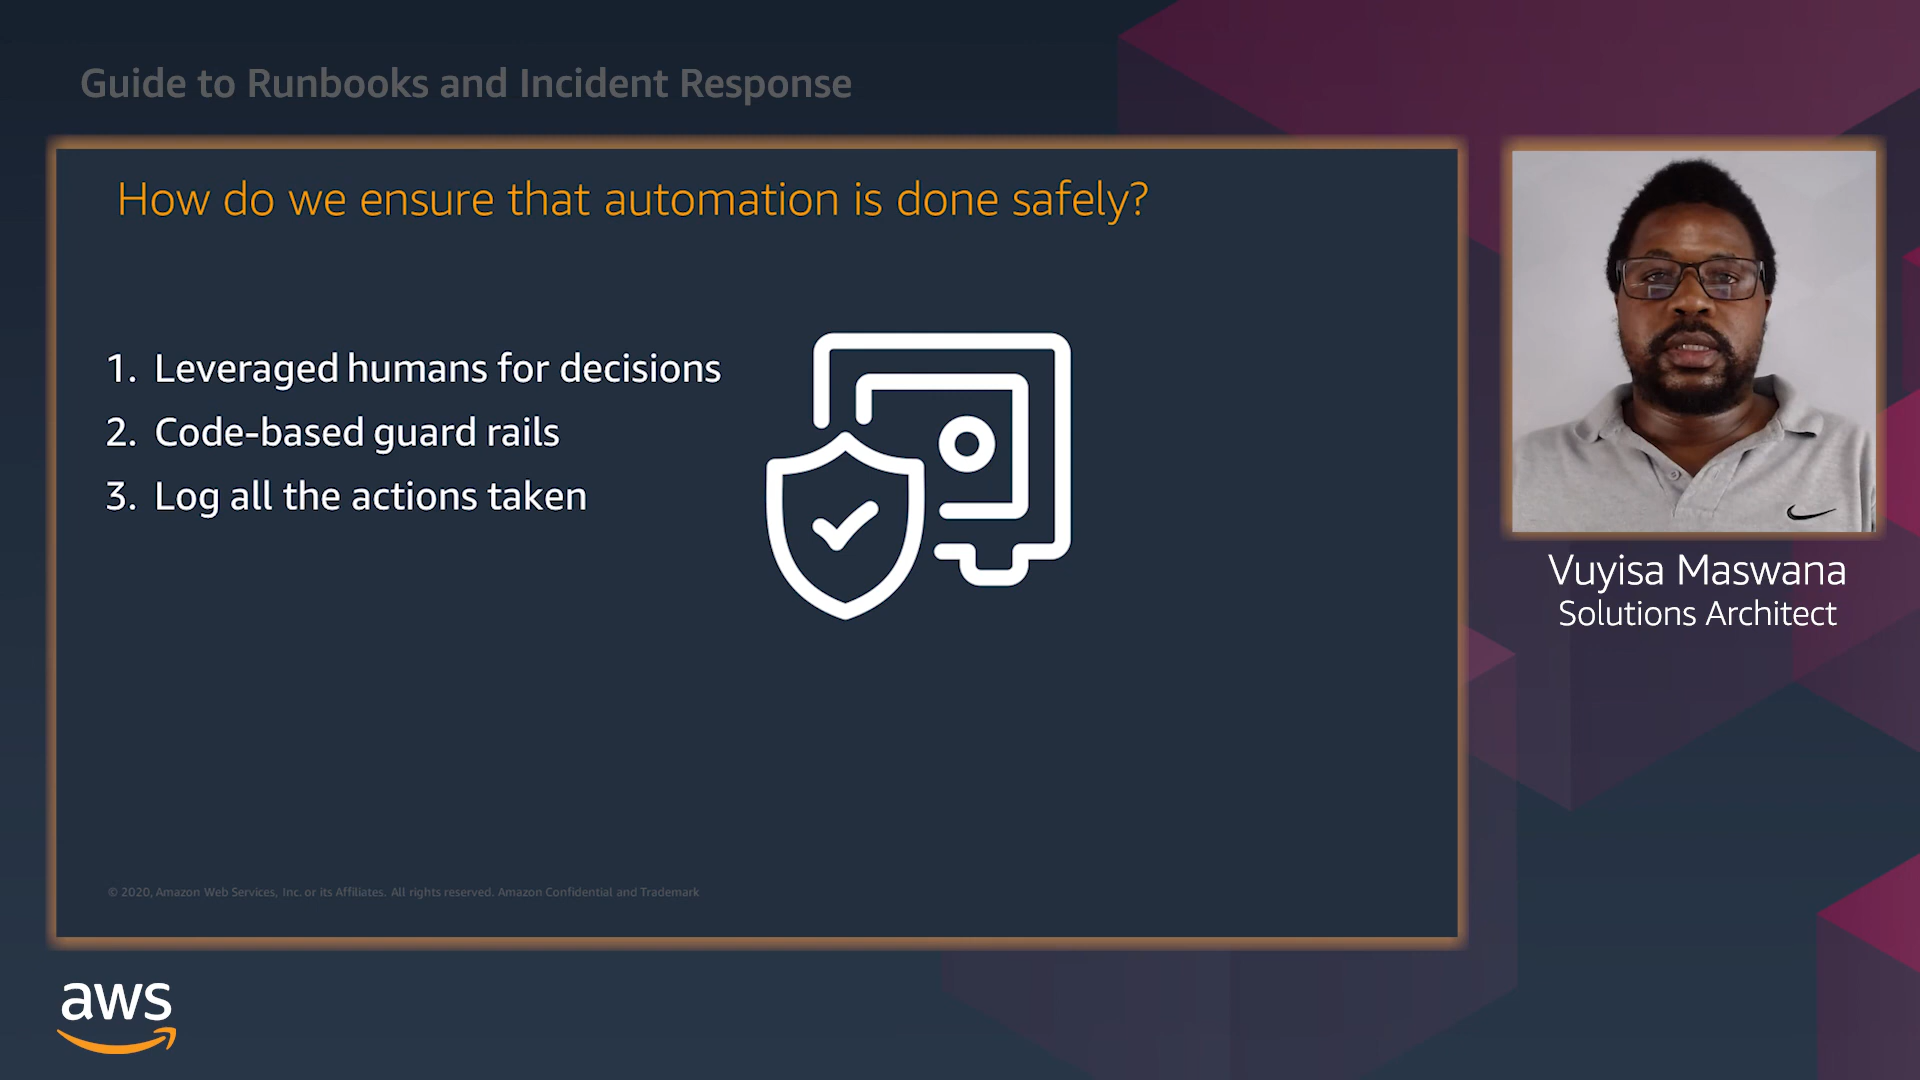 Guide to Runbooks and Incident Response
How do we ensure that automation is done safely?
1. Leveraged humans for decisions
2. Code-based guard rails
3. Log all the actions taken
Vuyisa Maswana
Solutions Architect
© 2020, Amazon Web Services, Inc. or its Affiliates. All rights reserved. Amazon Confidential and Trademark
aws